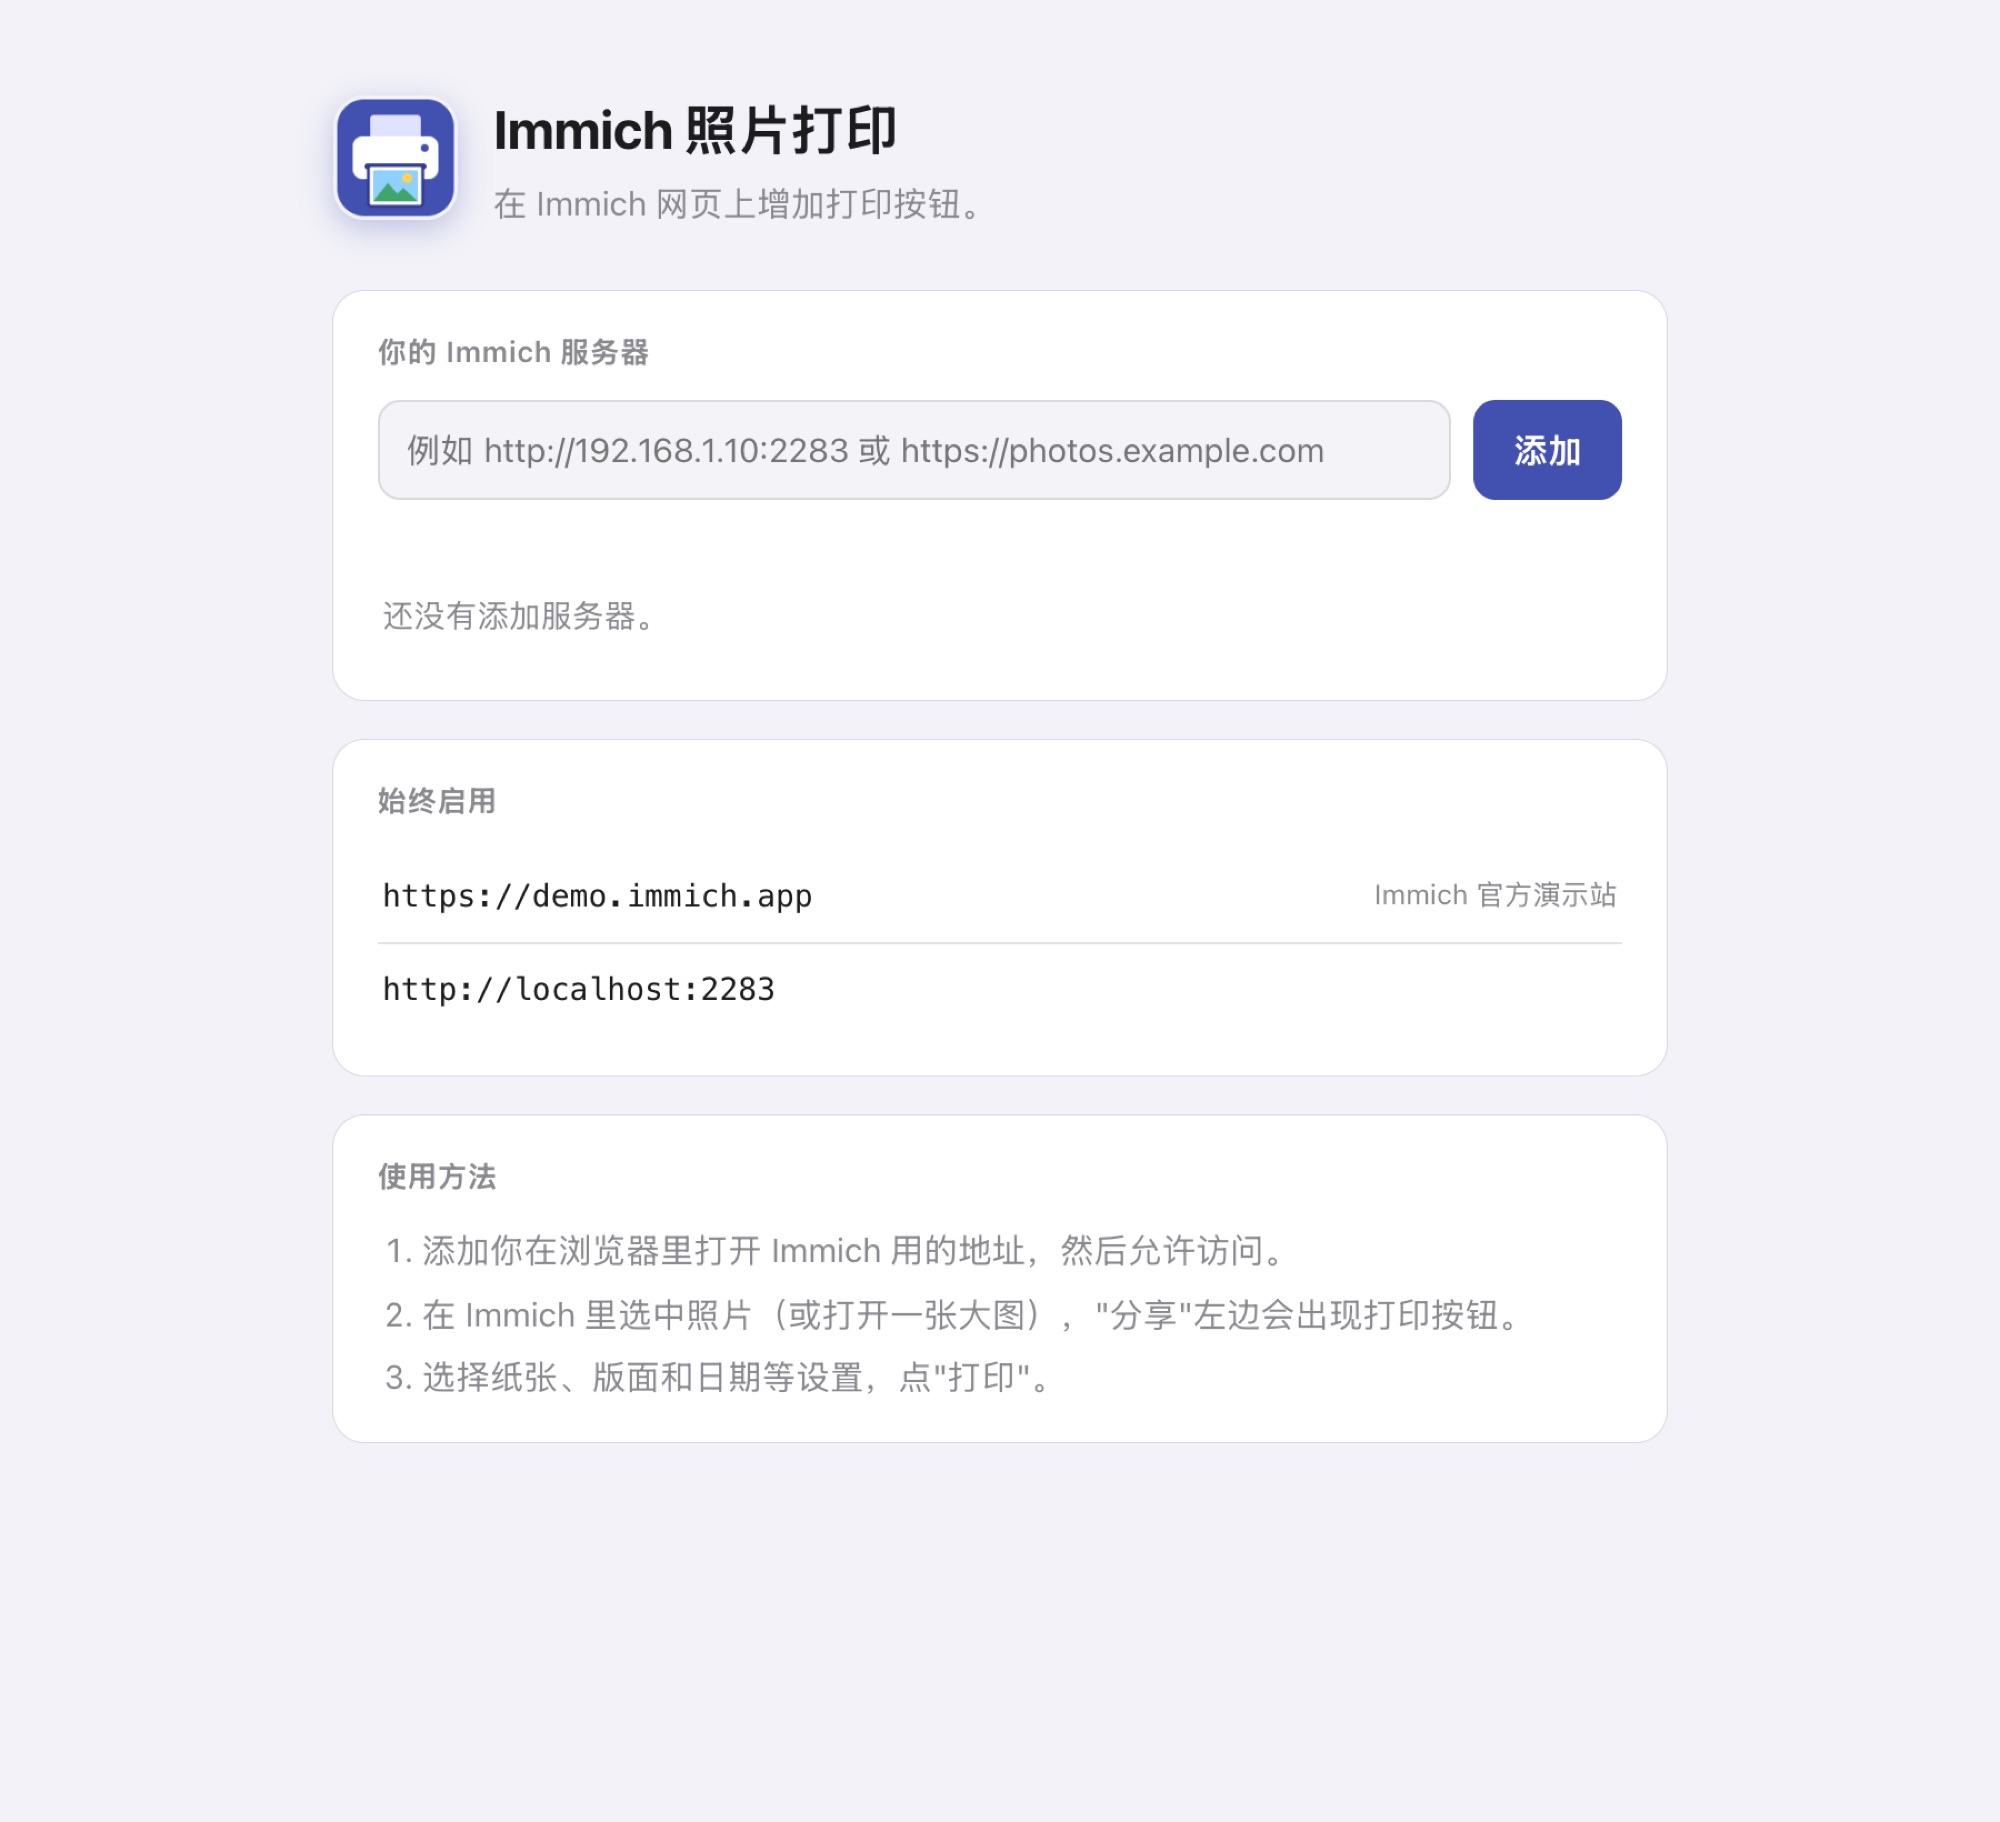 Immich 照片打印
在 Immich 网页上增加打印按钮。
你的 Immich 服务器
例如 http://192.168.1.10:2283 或 https://photos.example.com
添加
还没有添加服务器。
始终启用
https://demo.immich.app
Immich 官方演示站
http://localhost:2283
使用方法
1. 添加你在浏览器里打开 Immich 用的地址，然后允许访问。
2. 在 Immich 里选中照片（或打开一张大图），"分享"左边会出现打印按钮。
3. 选择纸张、版面和日期等设置，点"打印"。